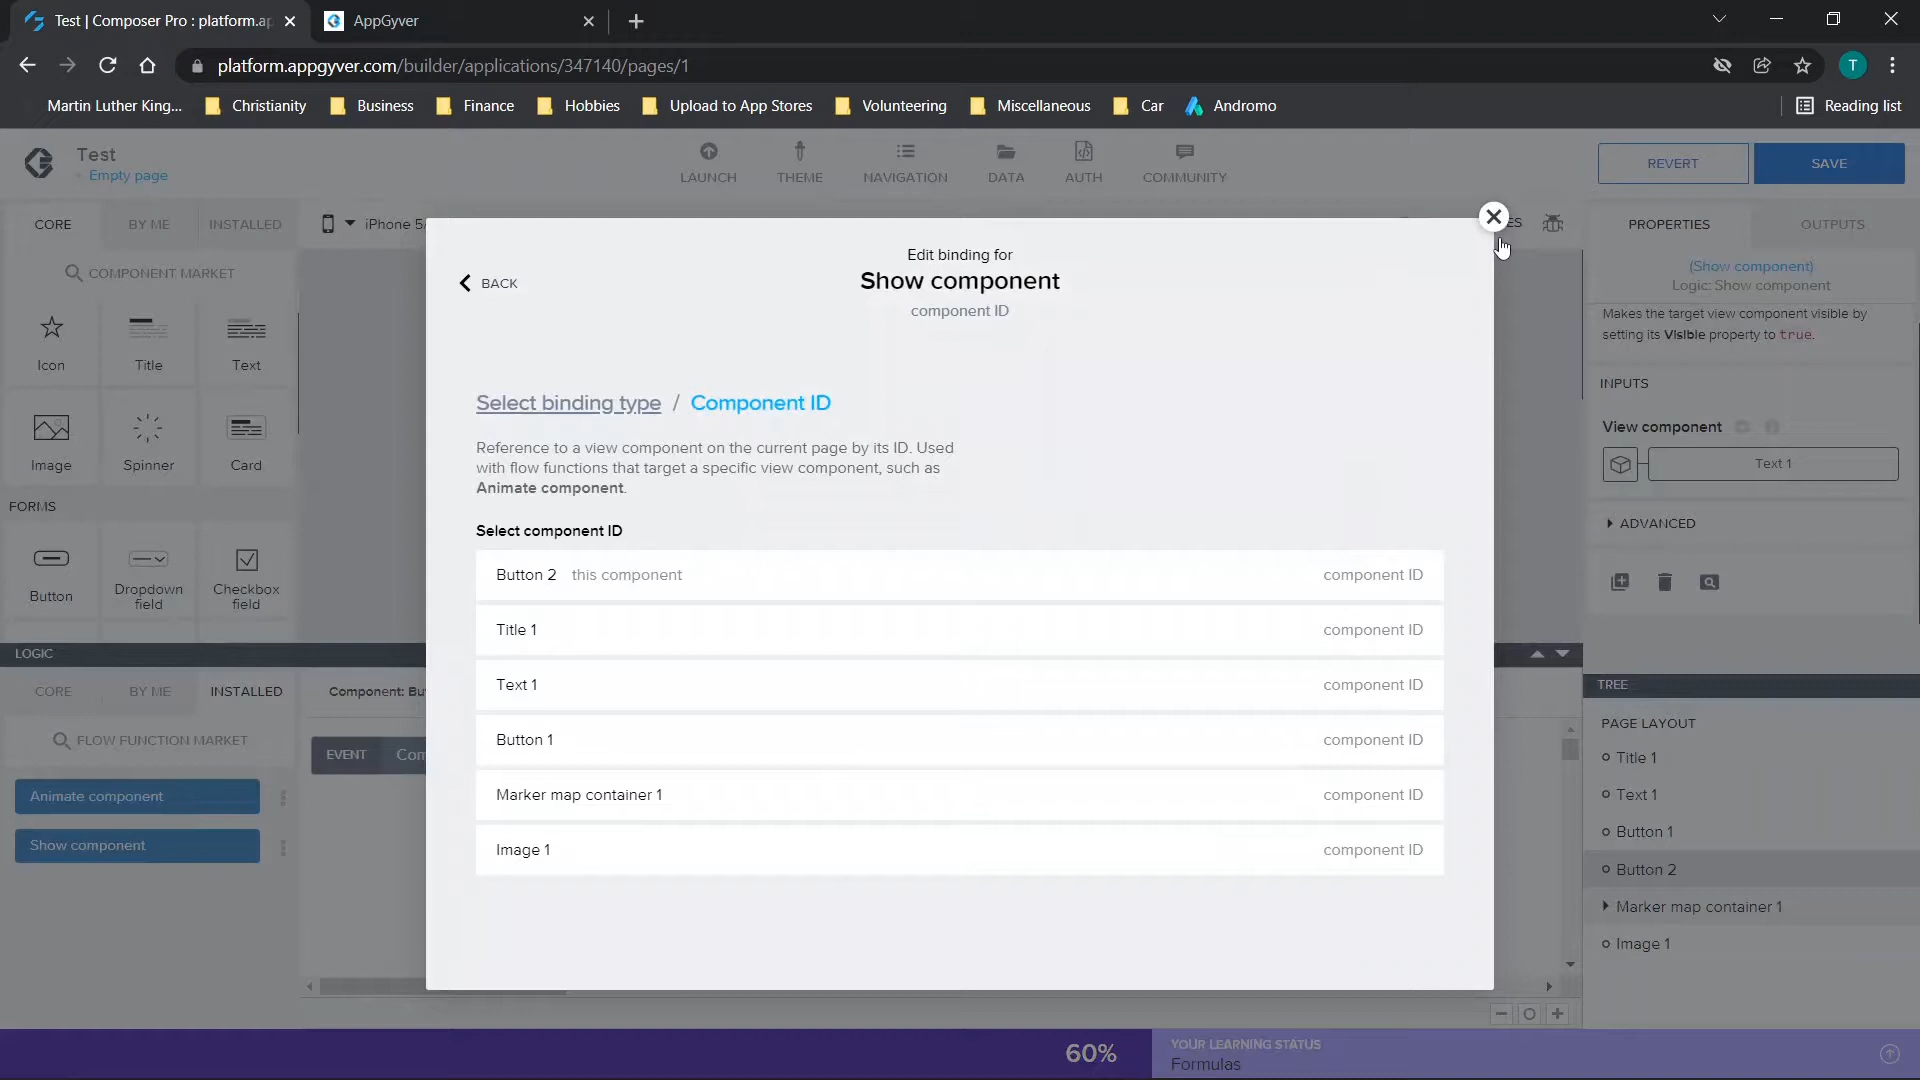 Test | Composer Pro : platform.ap
AppGyver
platform.appgyver.com/builder/applications/347140/pages/1
T
Martin Luther King...
Christianity
Business
Finance
Hobbies
Upload to App Stores
Volunteering
Miscellaneous
Car
Andromo
Reading list
Test
Empty page
LAUNCH
THEME
NAVIGATION
DATA
AUTH
COMMUNITY
REVERT
SAVE
CORE
BY ME
INSTALLED
iPhone 5/
ES
PROPERTIES
OUTPUTS
COMPONENT MARKET
Icon
Title
Text
Image
Spinner
Card
FORMS
Button
Dropdown
field
Checkbox
field
BACK
Edit binding for
Show component
component ID
Select binding type / Component ID
Reference to a view component on the current page by its ID. Used
with flow functions that target a specific view component, such as
Animate component.
Select component ID
Button 2 this component component ID
Title 1 component ID
Text 1 component ID
Button 1 component ID
Marker map container 1 component ID
Image 1 component ID
(Show component)
Logic: Show component
Makes the target view component visible by
setting its Visible property to true.
INPUTS
View component
Text 1
ADVANCED
LOGIC
CORE
BY ME
INSTALLED
Component: Bu
FLOW FUNCTION MARKET
EVENT
Com
Animate component
Show component
TREE
PAGE LAYOUT
Title 1
Text 1
Button 1
Button 2
Marker map container 1
Image 1
60%
YOUR LEARNING STATUS
Formulas